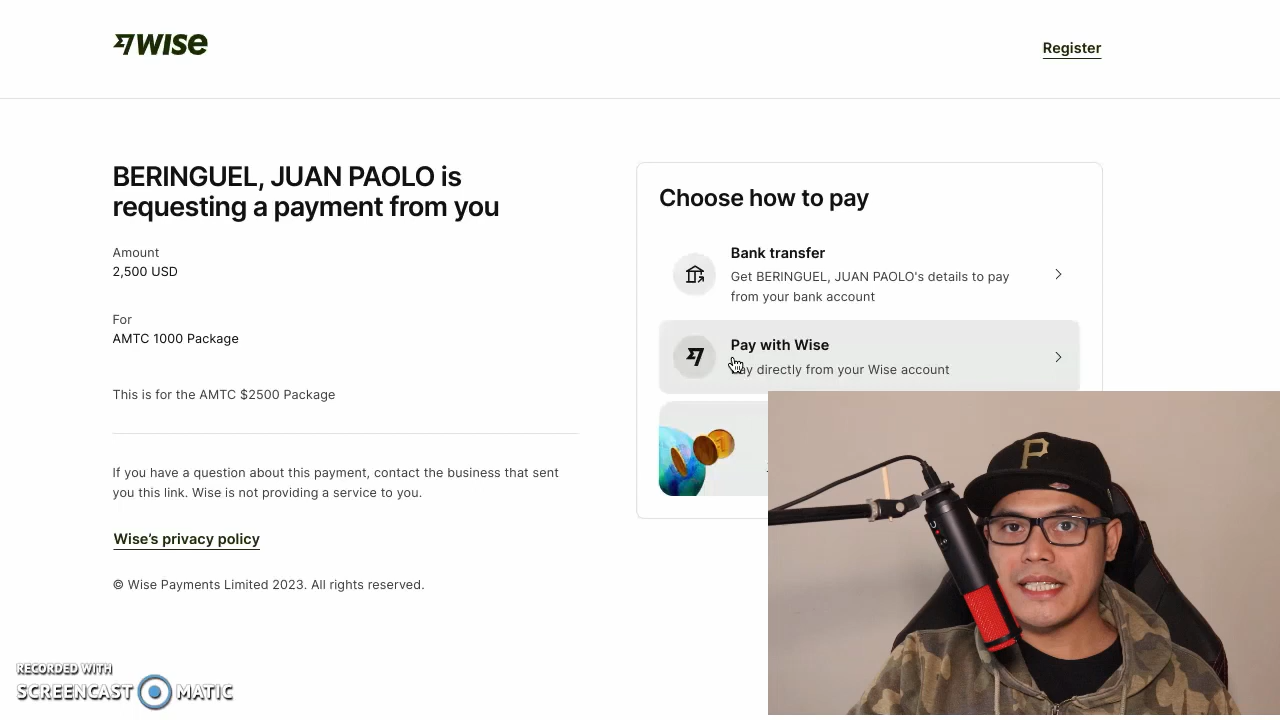 WISE
Register
BERINGUEL, JUAN PAOLO is
requesting a payment from you
Amount
2,500 USD
For
AMTC 1000 Package
This is for the AMTC $2500 Package
If you have a question about this payment, contact the business that sent
you this link. Wise is not providing a service to you.
Wise’s privacy policy
© Wise Payments Limited 2023. All rights reserved.
Choose how to pay
Bank transfer
Get BERINGUEL, JUAN PAOLO's details to pay
from your bank account
Pay with Wise
Pay directly from your Wise account
P
RECORDED WITH
SCREENCAST MATIC